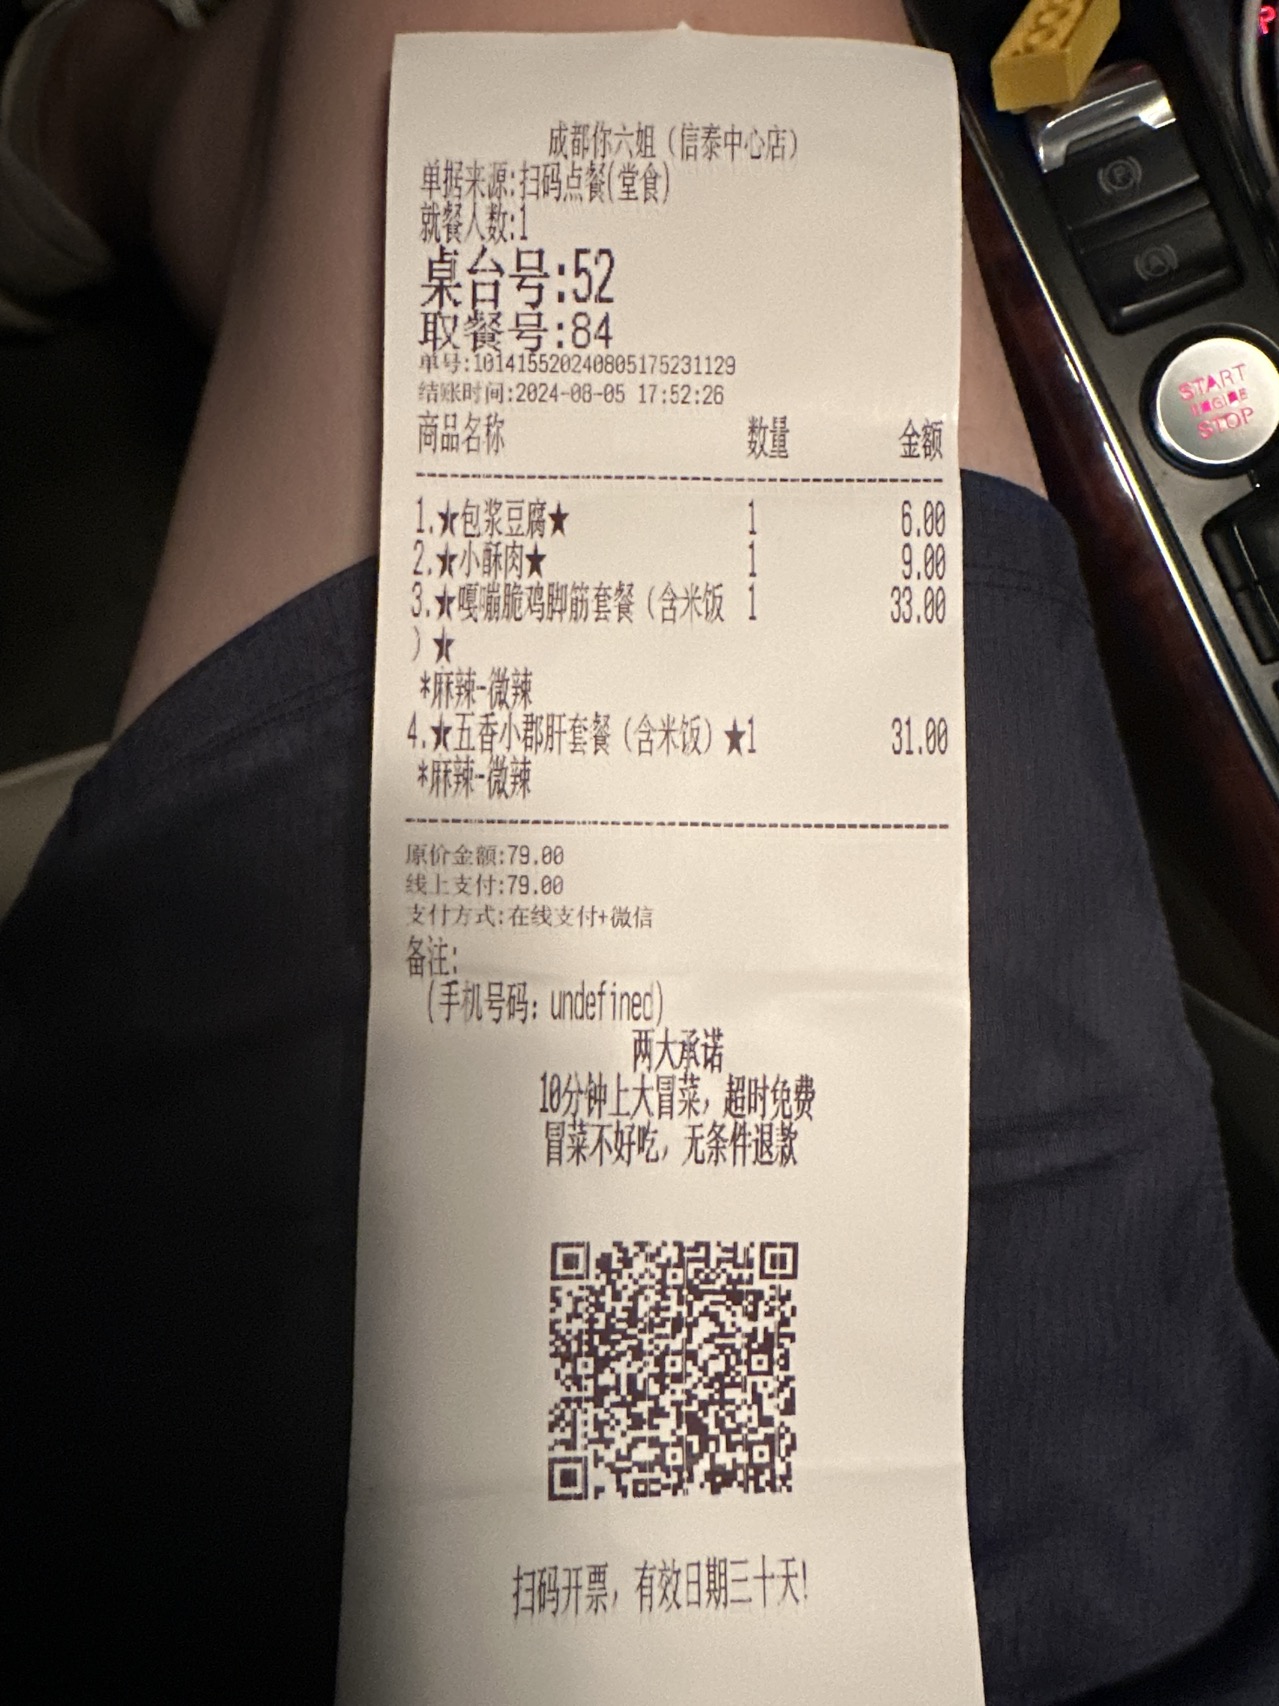 成都你六姐（信泰中心店）
单据来源:扫码点餐(堂食)
就餐人数:1
桌台号:52
取餐号:84
单号:10141552024080517523​1129
结账时间:2024-08-05 17:52:26
商品名称 数量 金额
1.★包浆豆腐★ 1 6.00
2.★小酥肉★ 1 9.00
3.★嘎嘣脆鸡脚筋套餐（含米饭 1 33.00
）★
*麻辣-微辣
4.★五香小郡肝套餐（含米饭）★1 31.00
*麻辣-微辣
原价金额:79.00
线上支付:79.00
支付方式:在线支付+微信
备注:
(手机号码: undefined)
两大承诺
10分钟上大冒菜，超时免费
冒菜不好吃，无条件退款
扫码开票，有效日期三十天!
START
ENGINE
STOP
P
A